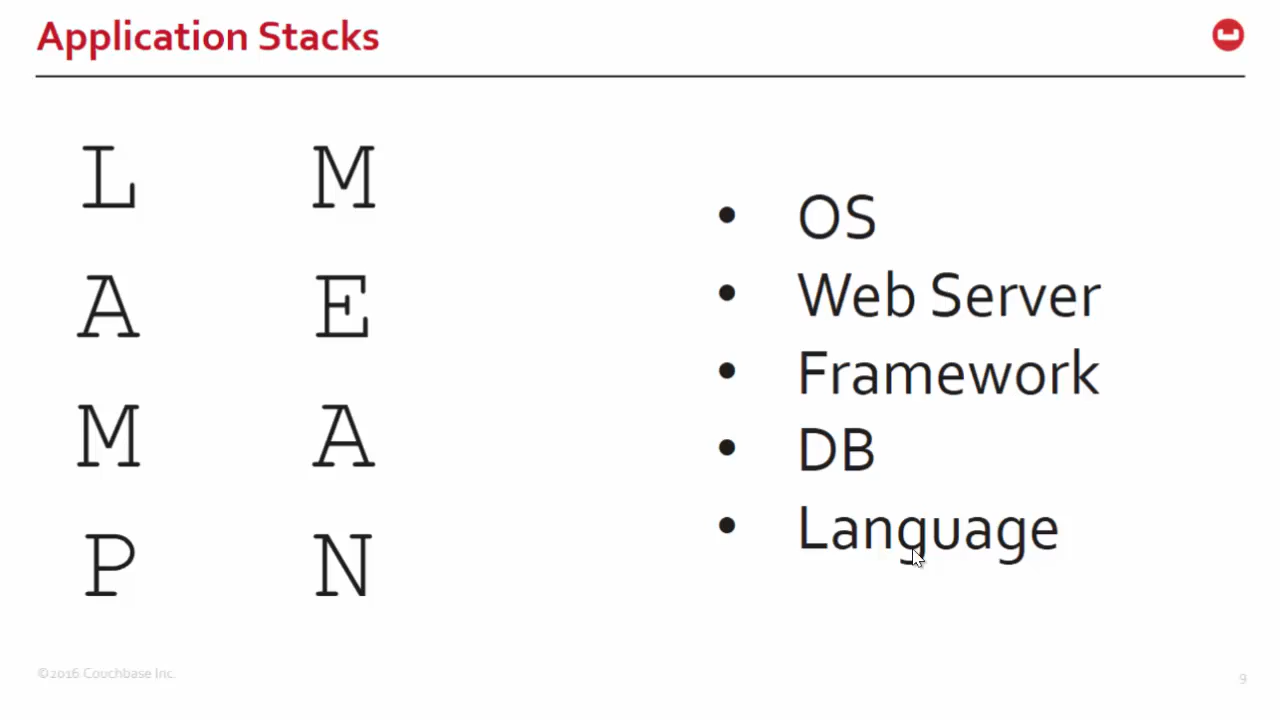 Application Stacks
L M
A E
M A
P N
• OS
• Web Server
• Framework
• DB
• Language
©2016 Couchbase Inc.
9